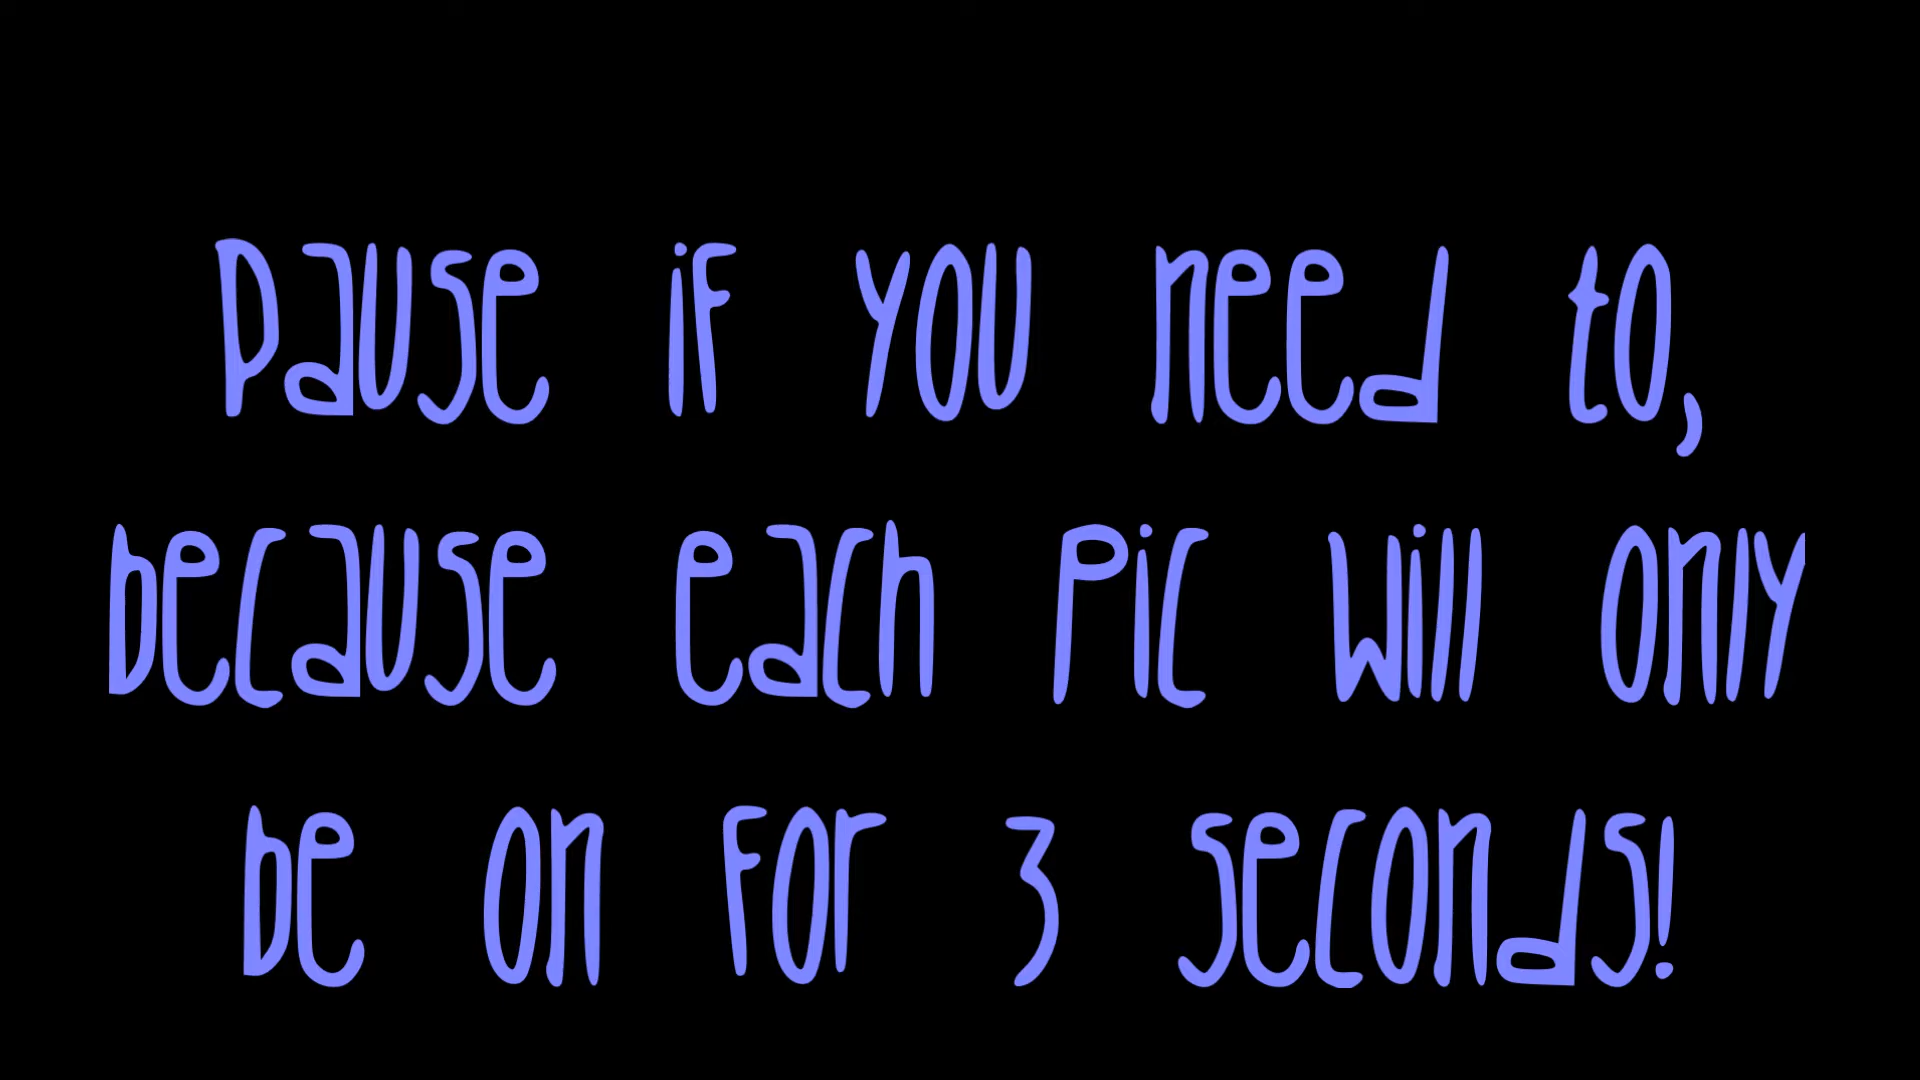 Pause if you need to,
because each pic will only
be on for 3 seconds!